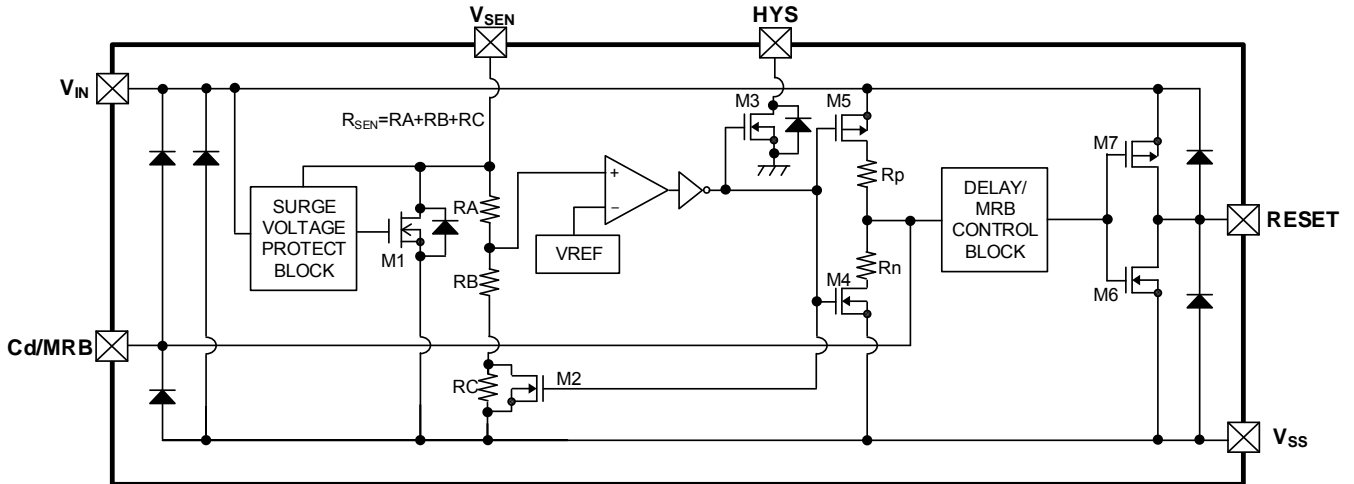 VSEN
HYS
VIN
RSEN=RA+RB+RC
M3
M5
M7
SURGE
VOLTAGE
PROTECT
BLOCK
M1
RA
RB
+
−
VREF
Rp
Rn
M4
DELAY/
MRB
CONTROL
BLOCK
RESET
M6
Cd/MRB
RC
M2
VSS